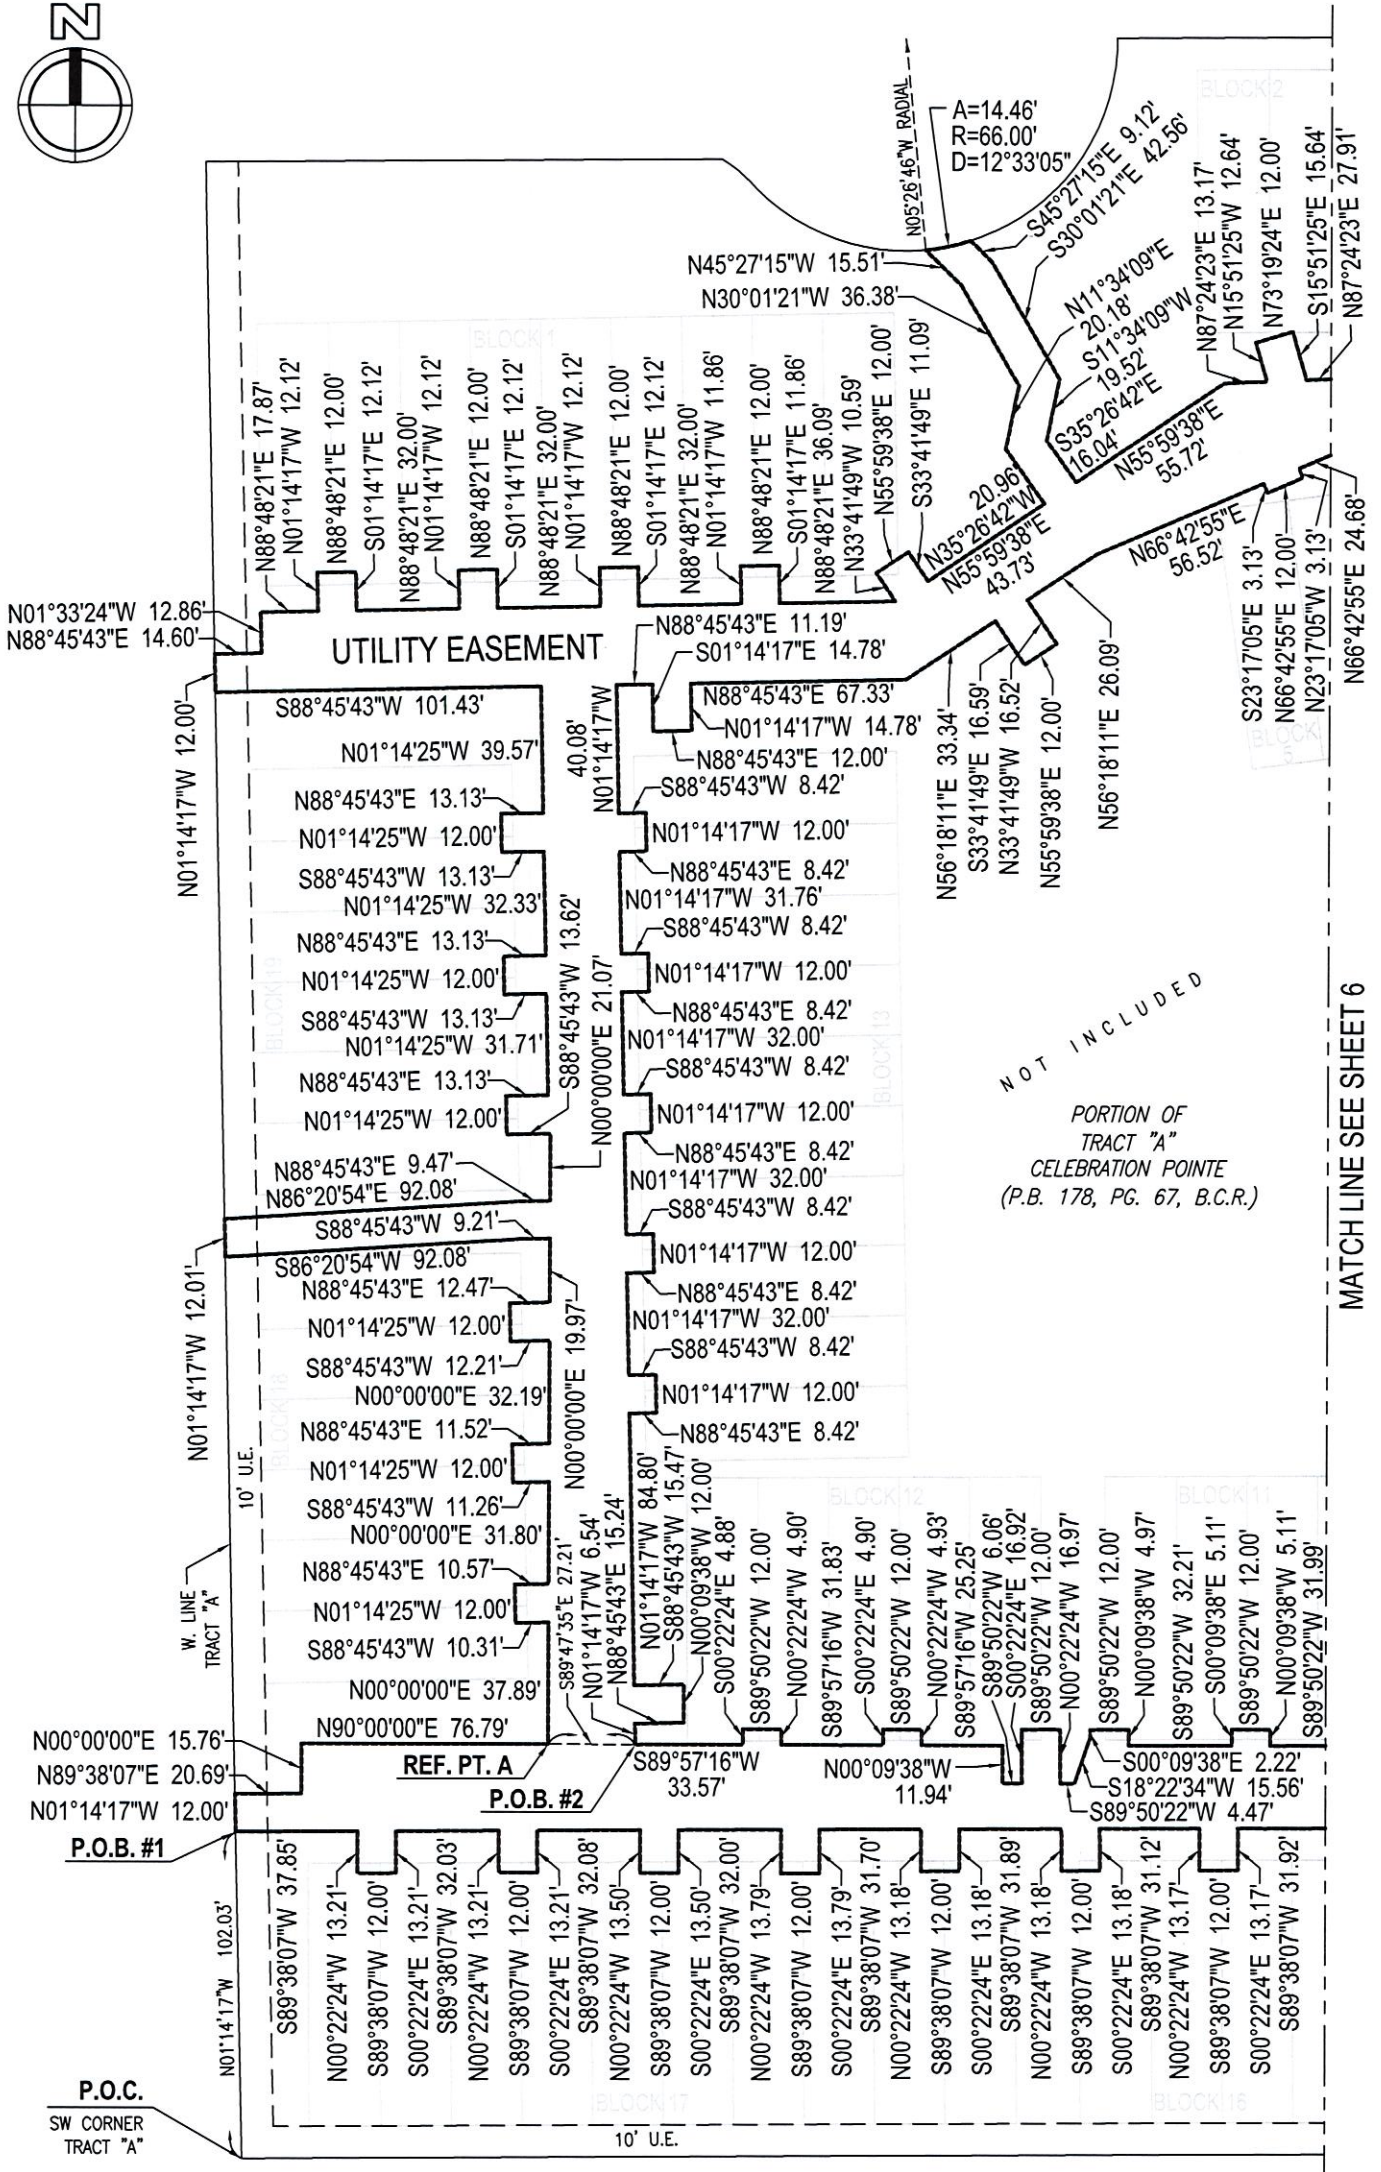 N
BLOCK 2
N05°26'46"W RADIAL
A=14.46'
R=66.00'
D=12°33'05"
S45°27'15"E 9.12'
S30°01'21"E 42.56'
N45°27'15"W 15.51'
N30°01'21"W 36.38'
N11°34'09"E
20.18'
S11°34'09"W
19.52'
S35°26'42"E
16.04'
N55°59'38"E
55.72'
N87°24'23"E 13.17'
N15°51'25"W 12.64'
N73°19'24"E 12.00'
S15°51'25"E 15.64'
N87°24'23"E 27.91'
BLOCK 1
N88°48'21"E 17.87'
N01°14'17"W 12.12'
N88°48'21"E 12.00'
S01°14'17"E 12.12'
N88°48'21"E 32.00'
N01°14'17"W 12.12'
N88°48'21"E 12.00'
S01°14'17"E 12.12'
N88°48'21"E 32.00'
N01°14'17"W 12.12'
N88°48'21"E 12.00'
S01°14'17"E 12.12'
N88°48'21"E 32.00'
N01°14'17"W 11.86'
N88°48'21"E 12.00'
S01°14'17"E 11.86'
N88°48'21"E 36.09'
N33°41'49"W 10.59'
N55°59'38"E 12.00'
S33°41'49"E 11.09'
20.96'
N35°26'42"W
N55°59'38"E
43.73'
N66°42'55"E
56.52'
S23°17'05"E 3.13'
N66°42'55"E 12.00'
N23°17'05"W 3.13'
N66°42'55"E 24.68'
BLOCK
5
N01°33'24"W 12.86'
N88°45'43"E 14.60'
UTILITY EASEMENT
N88°45'43"E 11.19'
S01°14'17"E 14.78'
N01°14'17"W 12.00'
S88°45'43"W 101.43'
N88°45'43"E 67.33'
N01°14'17"W 14.78'
N88°45'43"E 12.00'
N01°14'25"W 39.57'
40.08'
N01°14'17"W
N56°18'11"E 33.34'
S33°41'49"E 16.59'
N33°41'49"W 16.52'
N55°59'38"E 12.00'
N56°18'11"E 26.09'
N88°45'43"E 13.13'
S88°45'43"W 8.42'
N01°14'25"W 12.00'
N01°14'17"W 12.00'
S88°45'43"W 13.13'
N88°45'43"E 8.42'
N01°14'25"W 32.33'
N01°14'17"W 31.76'
N88°45'43"E 13.13'
S88°45'43"W 8.42'
BLOCK 19
N01°14'25"W 12.00'
N01°14'17"W 12.00'
S88°45'43"W 13.13'
N88°45'43"E 8.42'
N01°14'25"W 31.71'
N01°14'17"W 32.00'
S88°45'43"W 13.62'
N00°00'00"E 21.07'
BLOCK 13
N88°45'43"E 13.13'
S88°45'43"W 8.42'
N01°14'25"W 12.00'
N01°14'17"W 12.00'
N88°45'43"E 8.42'
N88°45'43"E 9.47'
N01°14'17"W 32.00'
N86°20'54"E 92.08'
S88°45'43"W 8.42'
S88°45'43"W 9.21'
N01°14'17"W 12.00'
S86°20'54"W 92.08'
N88°45'43"E 8.42'
N01°14'17"W 12.01'
N88°45'43"E 12.47'
N01°14'25"W 12.00'
N01°14'17"W 32.00'
S88°45'43"W 12.21'
S88°45'43"W 8.42'
N00°00'00"E 19.97'
N00°00'00"E 32.19'
N01°14'17"W 12.00'
BLOCK 18
N88°45'43"E 11.52'
N88°45'43"E 8.42'
N01°14'25"W 12.00'
S88°45'43"W 11.26'
N00°00'00"E 31.80'
N88°45'43"E 10.57'
N01°14'25"W 12.00'
S88°45'43"W 10.31'
N00°00'00"E 37.89'
N90°00'00"E 76.79'
NOT INCLUDED
PORTION OF
TRACT "A"
CELEBRATION POINTE
(P.B. 178, PG. 67, B.C.R.)
MATCH LINE SEE SHEET 6
10' U.E.
W. LINE
TRACT "A"
S89°47'35"E 27.21'
N01°14'17"W 6.54'
N88°45'43"E 15.24'
N01°14'17"W 84.80'
S88°45'43"W 15.47'
N00°09'38"W 12.00'
S00°22'24"E 4.88'
S89°50'22"W 12.00'
N00°22'24"W 4.90'
S89°57'16"W 31.83'
S00°22'24"E 4.90'
S89°50'22"W 12.00'
N00°22'24"W 4.93'
S89°57'16"W 25.25'
S89°50'22"W 6.06'
S00°22'24"E 16.92'
S89°50'22"W 12.00'
N00°22'24"W 16.97'
S89°50'22"W 12.00'
N00°09'38"W 4.97'
S89°50'22"W 32.21'
S00°09'38"E 5.11'
S89°50'22"W 12.00'
N00°09'38"W 5.11'
S89°50'22"W 31.99'
BLOCK 12
BLOCK 11
N00°00'00"E 15.76'
N89°38'07"E 20.69'
N01°14'17"W 12.00'
P.O.B. #1
REF. PT. A
P.O.B. #2
S89°57'16"W
33.57'
N00°09'38"W
11.94'
S00°09'38"E 2.22'
S18°22'34"W 15.56'
S89°50'22"W 4.47'
S89°38'07"W 37.85'
N00°22'24"W 13.21'
S89°38'07"W 12.00'
S00°22'24"E 13.21'
S89°38'07"W 32.03'
N00°22'24"W 13.21'
S89°38'07"W 12.00'
S00°22'24"E 13.21'
S89°38'07"W 32.08'
N00°22'24"W 13.50'
S89°38'07"W 12.00'
S00°22'24"E 13.50'
S89°38'07"W 32.00'
N00°22'24"W 13.79'
S89°38'07"W 12.00'
S00°22'24"E 13.79'
S89°38'07"W 31.70'
N00°22'24"W 13.18'
S89°38'07"W 12.00'
S00°22'24"E 13.18'
S89°38'07"W 31.89'
N00°22'24"W 13.18'
S89°38'07"W 12.00'
S00°22'24"E 13.18'
S89°38'07"W 31.12'
N00°22'24"W 13.17'
S89°38'07"W 12.00'
S00°22'24"E 13.17'
S89°38'07"W 31.92'
N01°14'17"W 102.03'
BLOCK 17
BLOCK 16
P.O.C.
SW CORNER
TRACT "A"
10' U.E.